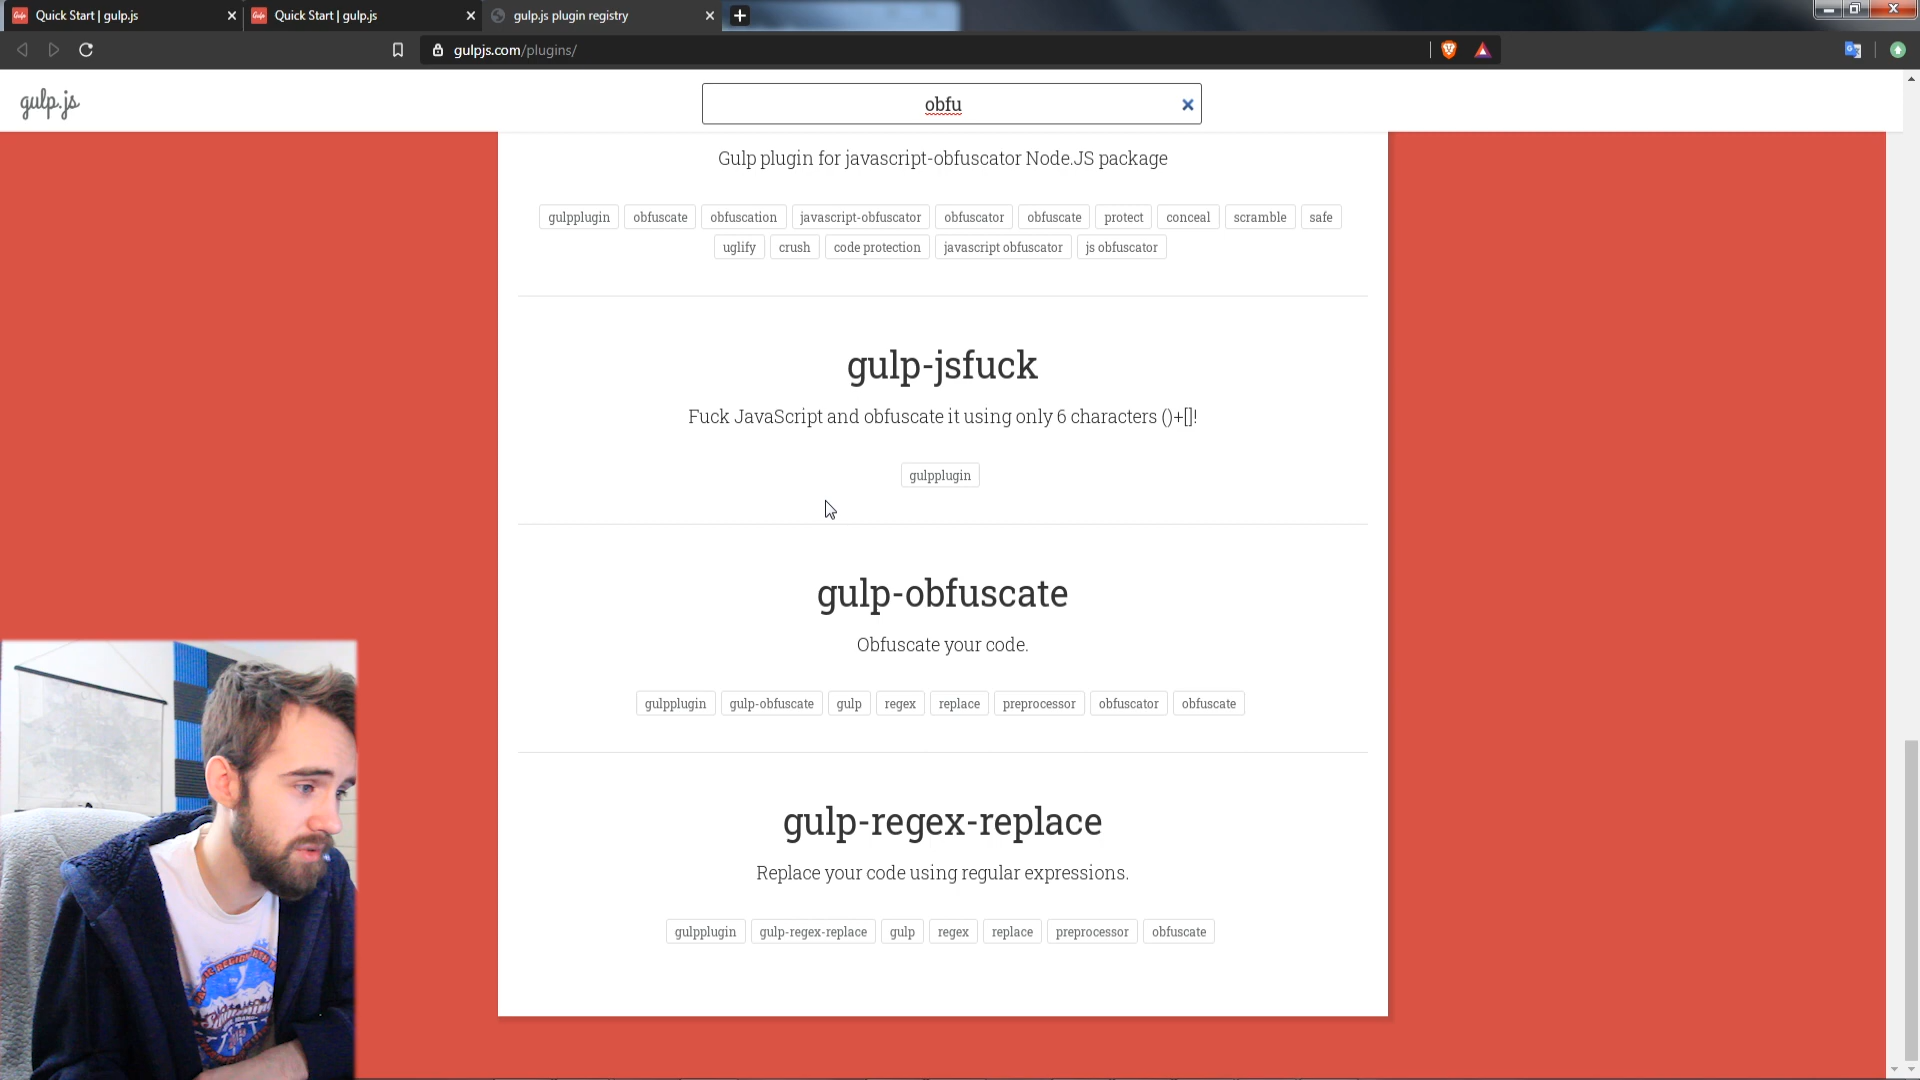 Quick Start | gulp.js
Quick Start | gulp.js
gulp.js plugin registry
gulpjs.com/plugins/
gulp.js
obfu
Gulp plugin for javascript-obfuscator Node.JS package
gulpplugin obfuscate obfuscation javascript-obfuscator obfuscator obfuscate protect conceal scramble safe
uglify crush code protection javascript obfuscator js obfuscator
gulp-jsfuck
Fuck JavaScript and obfuscate it using only 6 characters ()+[]!
gulpplugin
gulp-obfuscate
Obfuscate your code.
gulpplugin gulp-obfuscate gulp regex replace preprocessor obfuscator obfuscate
gulp-regex-replace
Replace your code using regular expressions.
gulpplugin gulp-regex-replace gulp regex replace preprocessor obfuscate